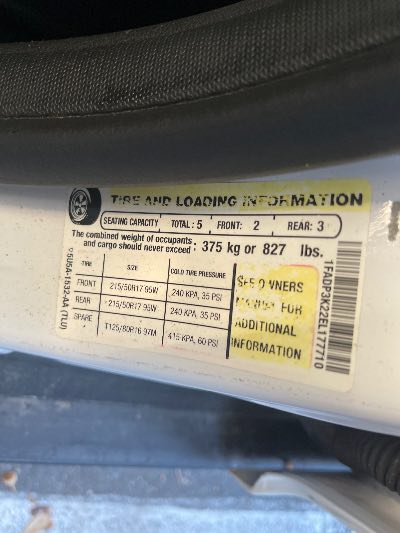 TIRE AND LOADING INFORMATION
SEATING CAPACITY TOTAL: 5 FRONT: 2 REAR: 3
The combined weight of occupants
and cargo should never exceed: 375 kg or 827 lbs.
TIRE SIZE COLD TIRE PRESSURE
FRONT 215/50R17 95W 240 KPA, 35 PSI
REAR 215/50R17 95W 240 KPA, 35 PSI
SPARE T125/80R16 97M 415 KPA, 60 PSI
SEE OWNERS
MANUAL FOR
ADDITIONAL
INFORMATION
1FADP3K22EL177710